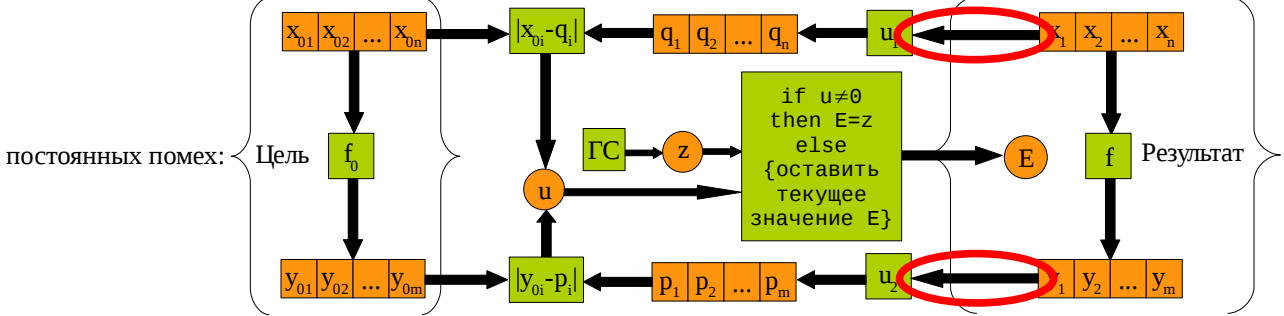 x01 x02 ... x0n |x0i-qi| q1 q2 ... qn u1 x1 x2 ... xn
if u≠0
then E=z
else
{оставить
текущее
значение E}
постоянных помех: Цель f0 ГС z E f Результат
u
y01 y02 ... y0m |y0i-pi| p1 p2 ... pm u2 y1 y2 ... ym